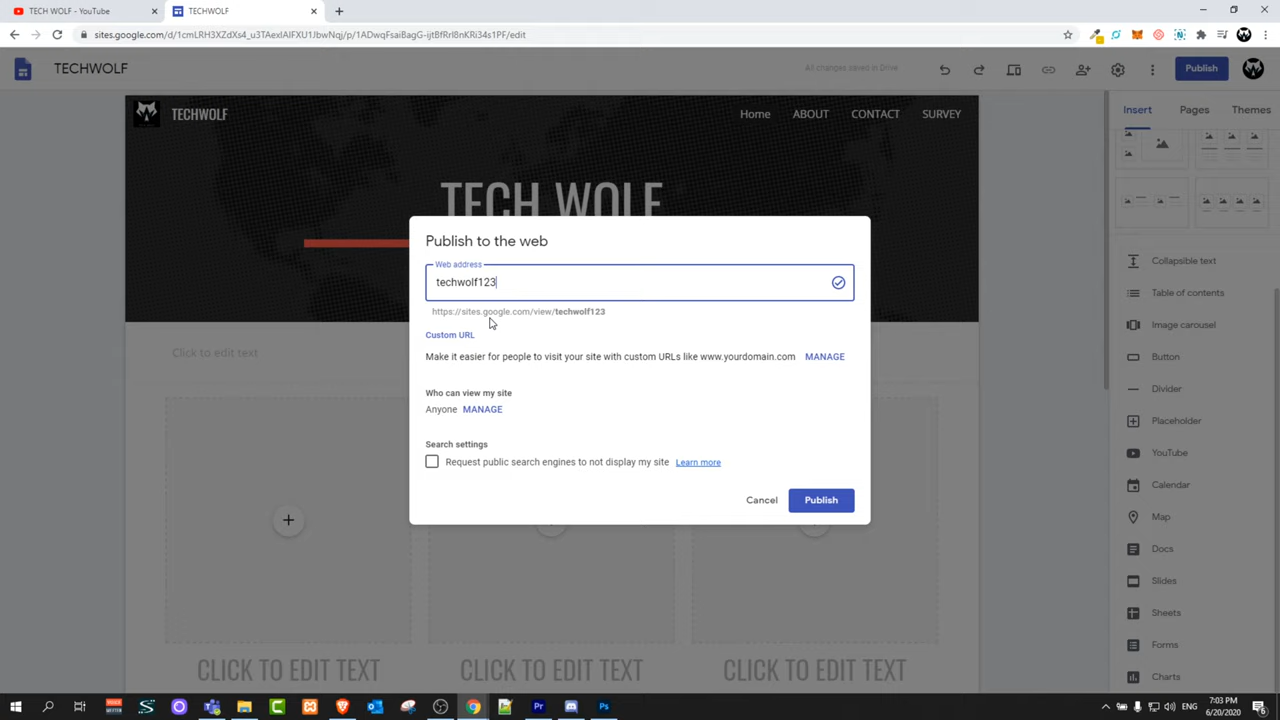 TECH WOLF - YouTube
TECHWOLF
sites.google.com/d/1cmLRH3XZdXs4_u3TAexlAIFXU1JbwNqj/p/1ADwqFsaiBagG-ijtBfRrI8nKRi34s1PF/edit
TECHWOLF
All changes saved in Drive
Publish
TECHWOLF
Home
ABOUT
CONTACT
SURVEY
Insert
Pages
Themes
TECH WOLF
Publish to the web
Web address
techwolf123
https://sites.google.com/view/techwolf123
Custom URL
Make it easier for people to visit your site with custom URLs like www.yourdomain.com MANAGE
Who can view my site
Anyone MANAGE
Search settings
Request public search engines to not display my site Learn more
Cancel
Publish
Click to edit text
CLICK TO EDIT TEXT
CLICK TO EDIT TEXT
CLICK TO EDIT TEXT
Collapsible text
Table of contents
Image carousel
Button
Divider
Placeholder
YouTube
Calendar
Map
Docs
Slides
Sheets
Forms
Charts
7:03 PM
6/20/2020